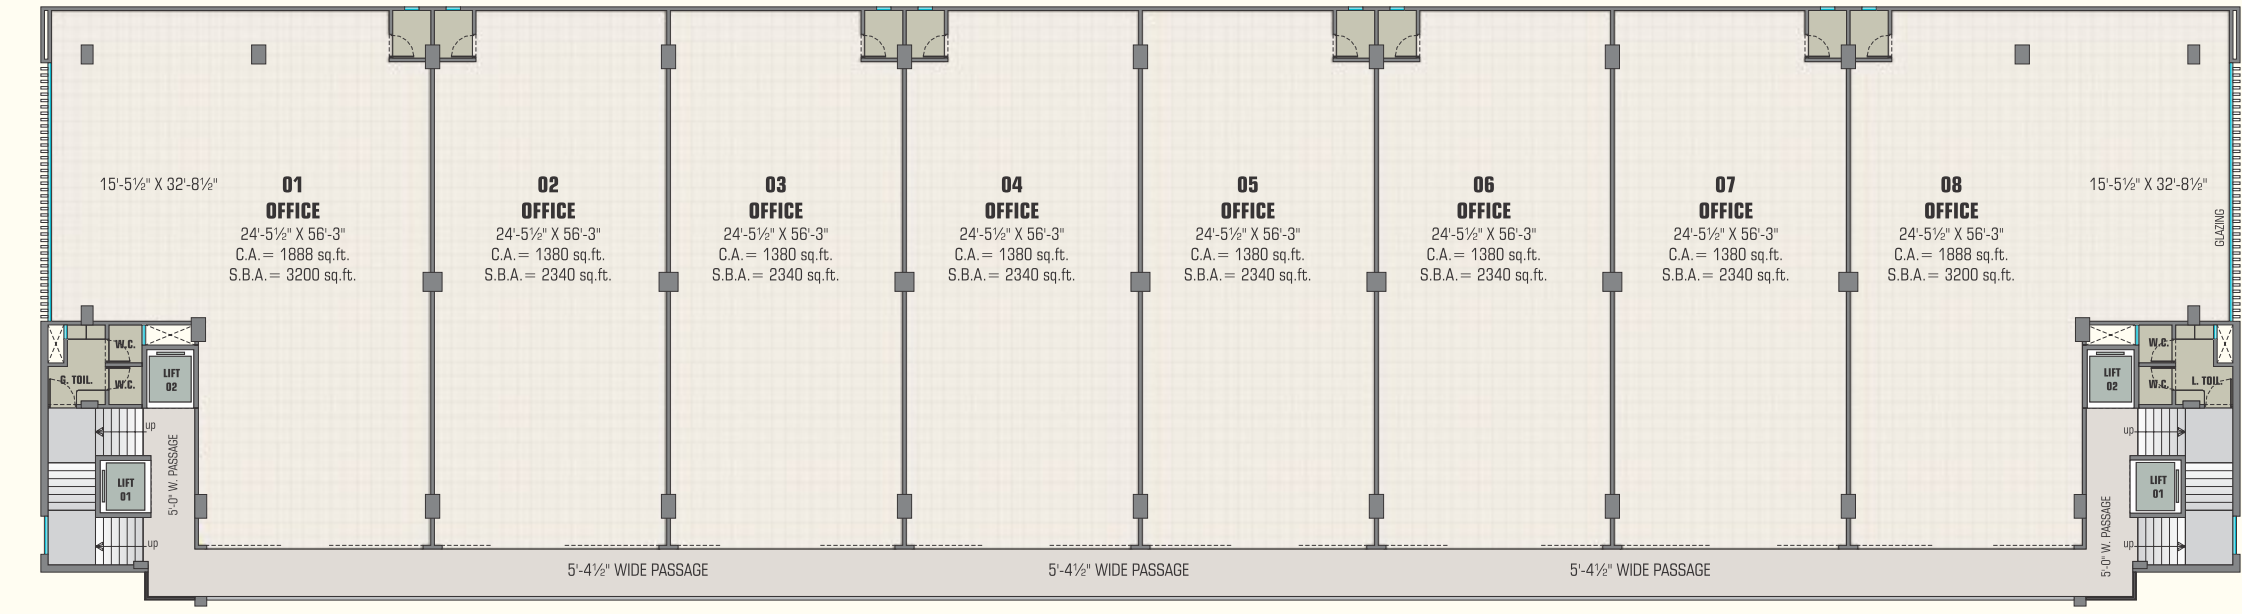 15'-5½" X 32'-8½"
01
OFFICE
24'-5½" X 56'-3"
C.A.= 1888 sq.ft.
S.B.A.= 3200 sq.ft.
02
OFFICE
24'-5½" X 56'-3"
C.A.= 1380 sq.ft.
S.B.A.= 2340 sq.ft.
03
OFFICE
24'-5½" X 56'-3"
C.A.= 1380 sq.ft.
S.B.A.= 2340 sq.ft.
04
OFFICE
24'-5½" X 56'-3"
C.A.= 1380 sq.ft.
S.B.A.= 2340 sq.ft.
05
OFFICE
24'-5½" X 56'-3"
C.A.= 1380 sq.ft.
S.B.A.= 2340 sq.ft.
06
OFFICE
24'-5½" X 56'-3"
C.A.= 1380 sq.ft.
S.B.A.= 2340 sq.ft.
07
OFFICE
24'-5½" X 56'-3"
C.A.= 1380 sq.ft.
S.B.A.= 2340 sq.ft.
08
OFFICE
24'-5½" X 56'-3"
C.A.= 1888 sq.ft.
S.B.A.= 3200 sq.ft.
15'-5½" X 32'-8½"
GLAZING
W.C.
G. TOIL.
W.C.
LIFT
02
up
LIFT
01
5'-0" W. PASSAGE
up
W.C.
L. TOIL.
W.C.
LIFT
02
up
LIFT
01
5'-0" W. PASSAGE
up
5'-4½" WIDE PASSAGE
5'-4½" WIDE PASSAGE
5'-4½" WIDE PASSAGE